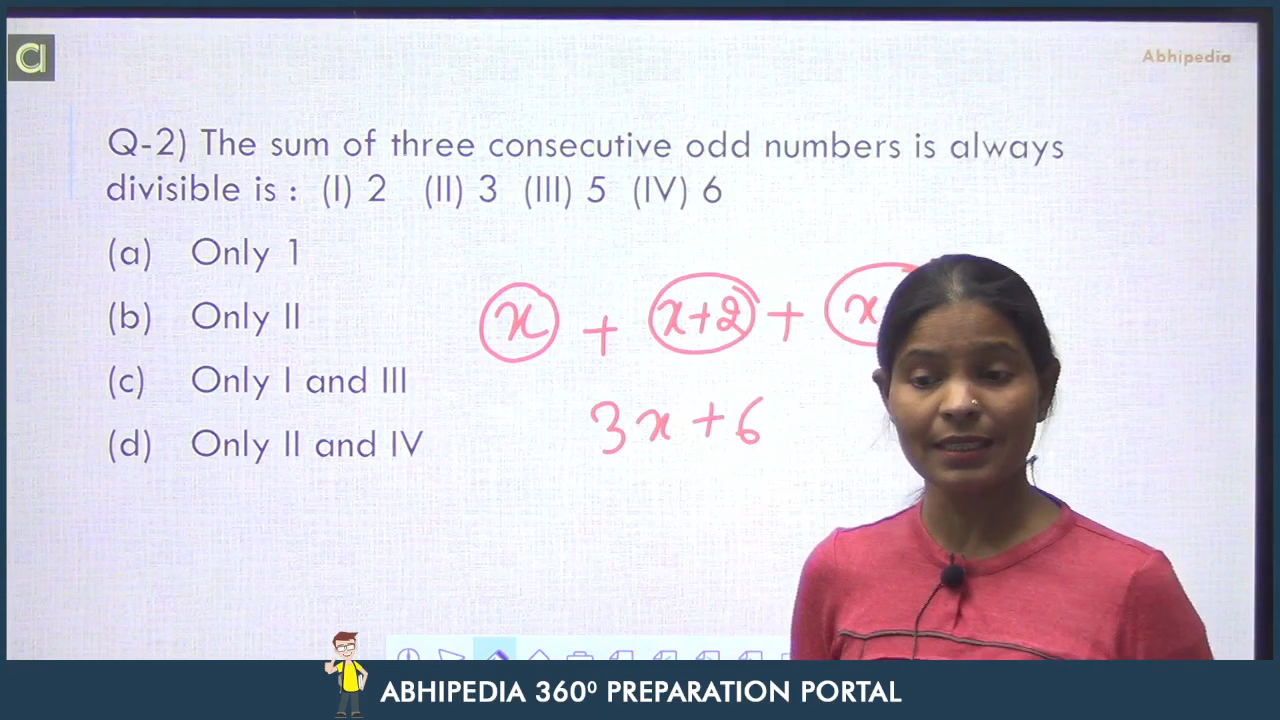 a
Abhipedia
Q-2) The sum of three consecutive odd numbers is always
divisible is : (I) 2 (II) 3 (III) 5 (IV) 6
(a) Only 1
(b) Only II
(c) Only I and III
(d) Only II and IV
x + x+2 + x
3x+6
ABHIPEDIA 360⁰ PREPARATION PORTAL